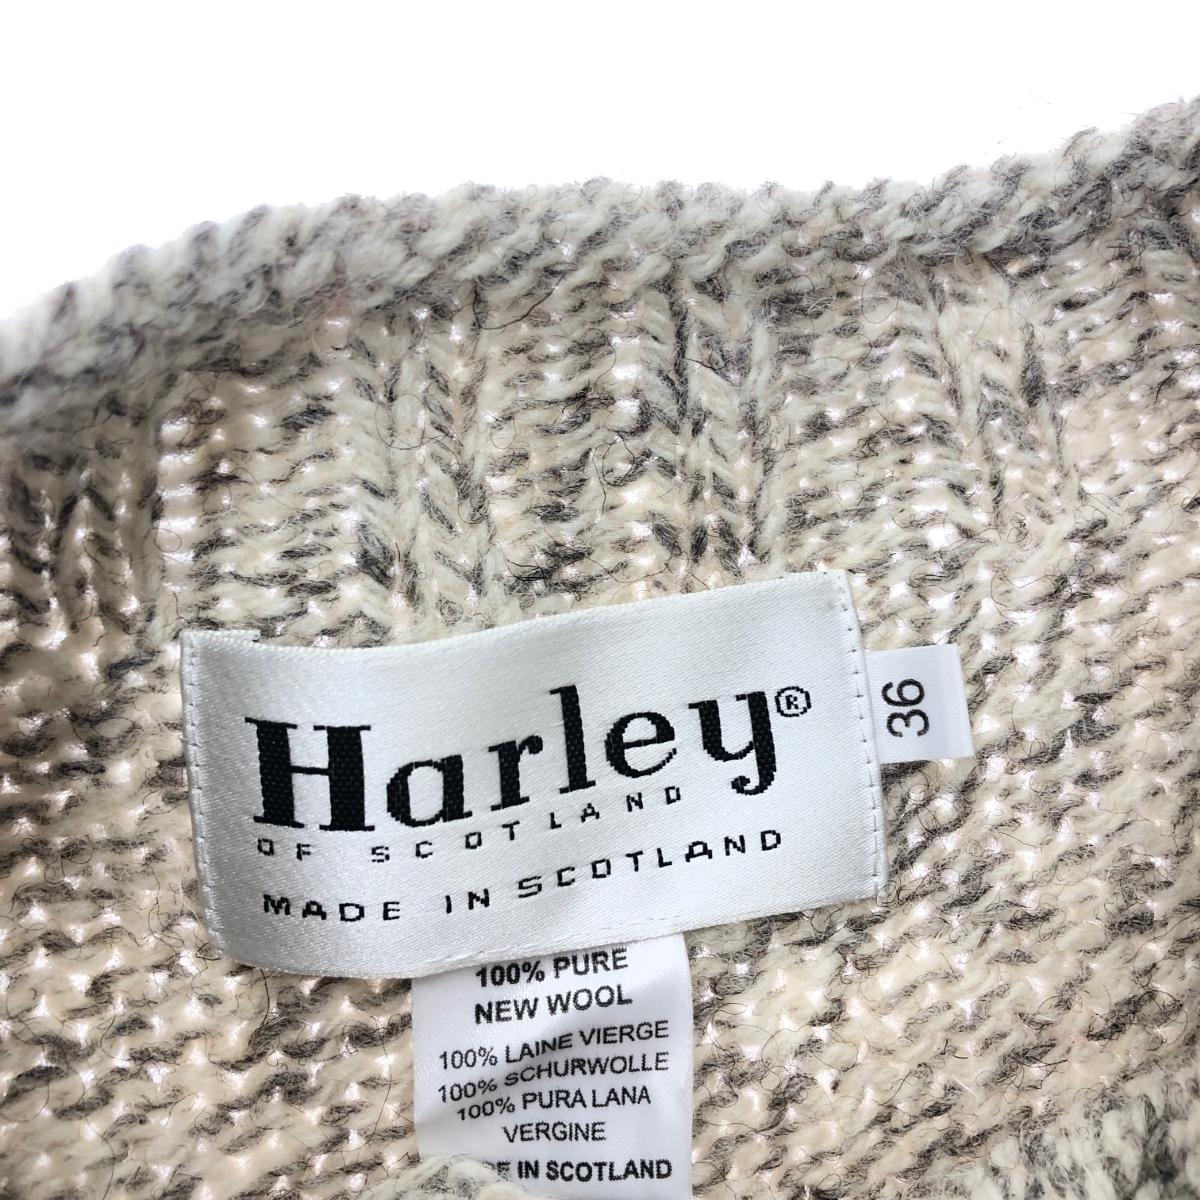 Harley®
OF SCOTLAND
MADE IN SCOTLAND
36
100% PURE
NEW WOOL
100% LAINE VIERGE
100% SCHURWOLLE
100% PURA LANA
VERGINE
IN SCOTLAND